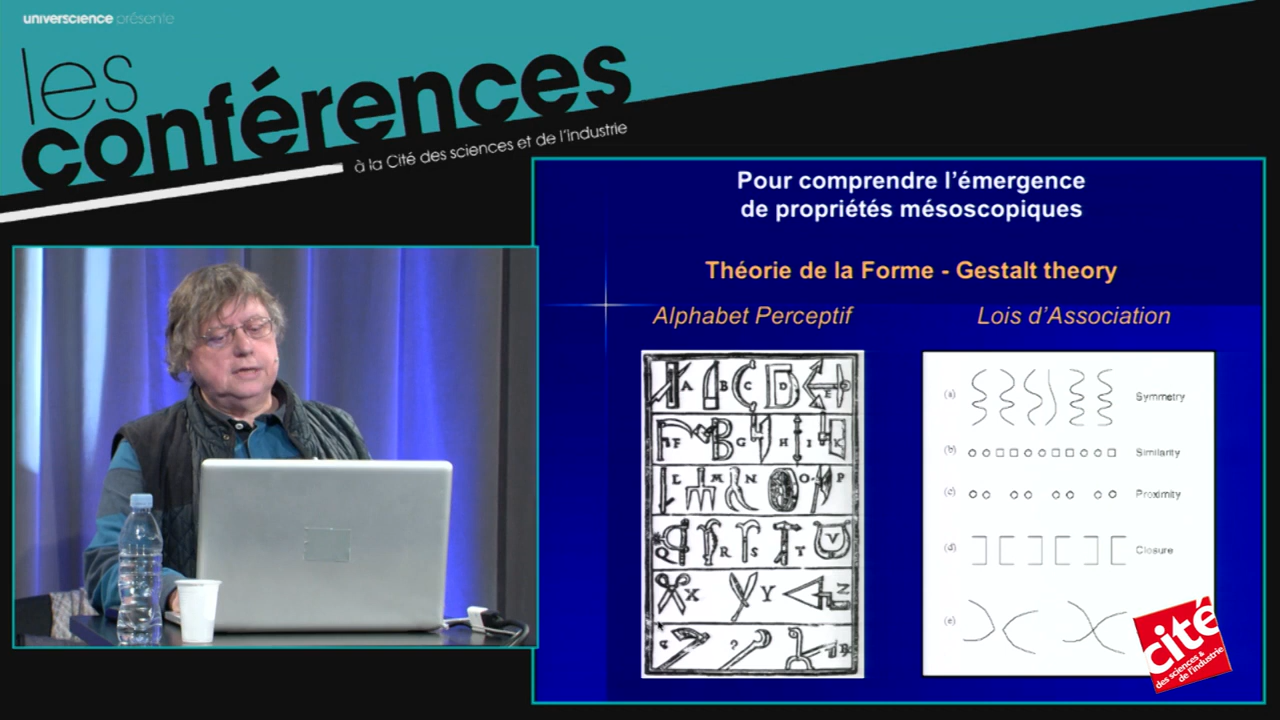 universcience présente
les
conférences
à la Cité des sciences et de l'industrie
Pour comprendre l'émergence
de propriétés mésoscopiques
Théorie de la Forme - Gestalt theory
Alphabet Perceptif
Lois d'Association
A B C D E
F G H I K
L M N O P
Q R S T V
X Y Z
(a) Symmetry
(b) Similarity
(c) Proximity
(d) Closure
(e)
cité
des sciences &
de l'industrie